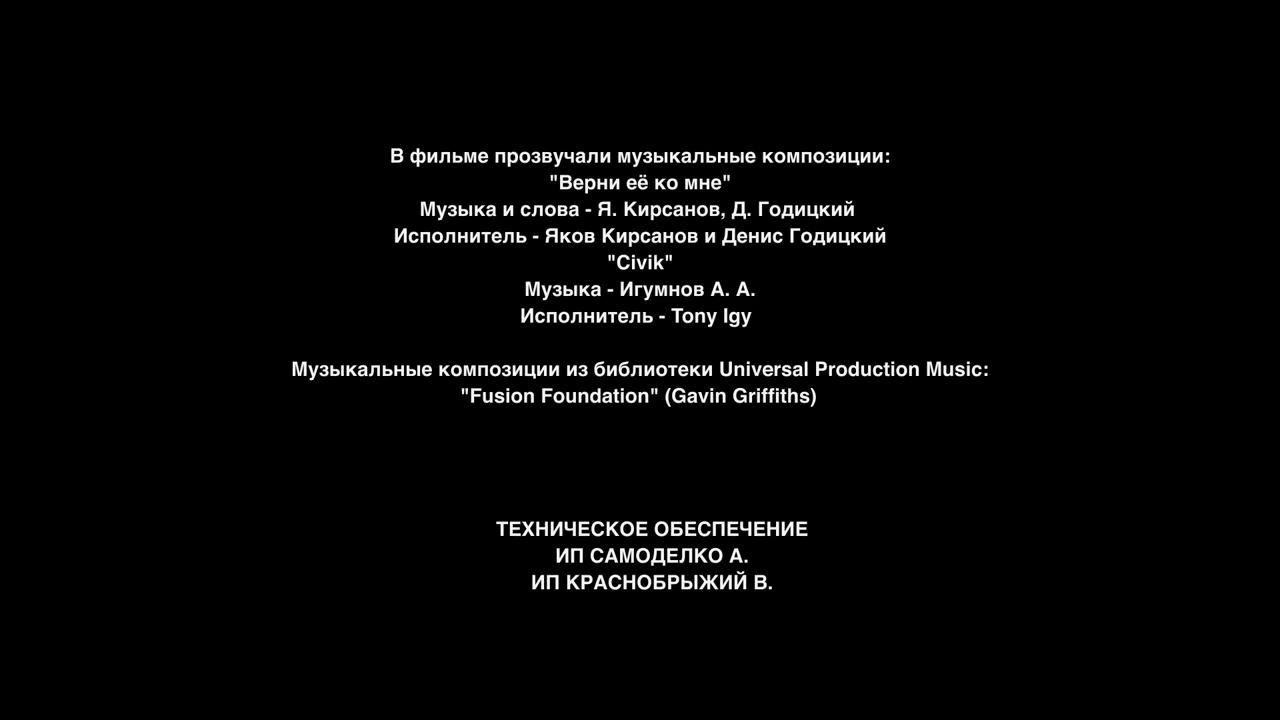 В фильме прозвучали музыкальные композиции:
"Верни её ко мне"
Музыка и слова - Я. Кирсанов, Д. Годицкий
Исполнитель - Яков Кирсанов и Денис Годицкий
"Civik"
Музыка - Игумнов А. А.
Исполнитель - Tony Igy
Музыкальные композиции из библиотеки Universal Production Music:
"Fusion Foundation" (Gavin Griffiths)
ТЕХНИЧЕСКОЕ ОБЕСПЕЧЕНИЕ
ИП САМОДЕЛКО А.
ИП КРАСНОБРЫЖИЙ В.